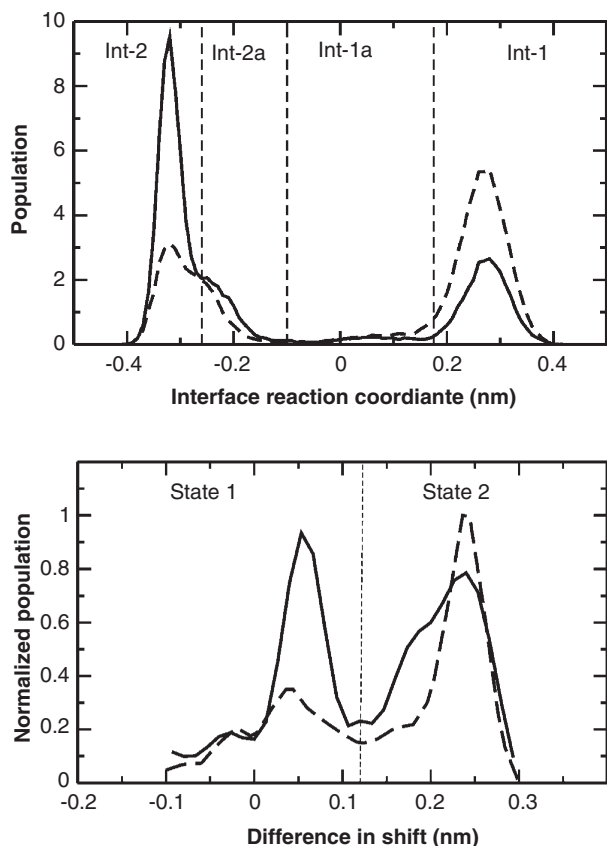 10
8
6
4
2
0
Population
Int-2
Int-2a
Int-1a
Int-1
-0.4
-0.2
0
0.2
0.4
Interface reaction coordiante (nm)
1
0.8
0.6
0.4
0.2
0
Normalized population
State 1
State 2
-0.2
-0.1
0
0.1
0.2
0.3
Difference in shift (nm)